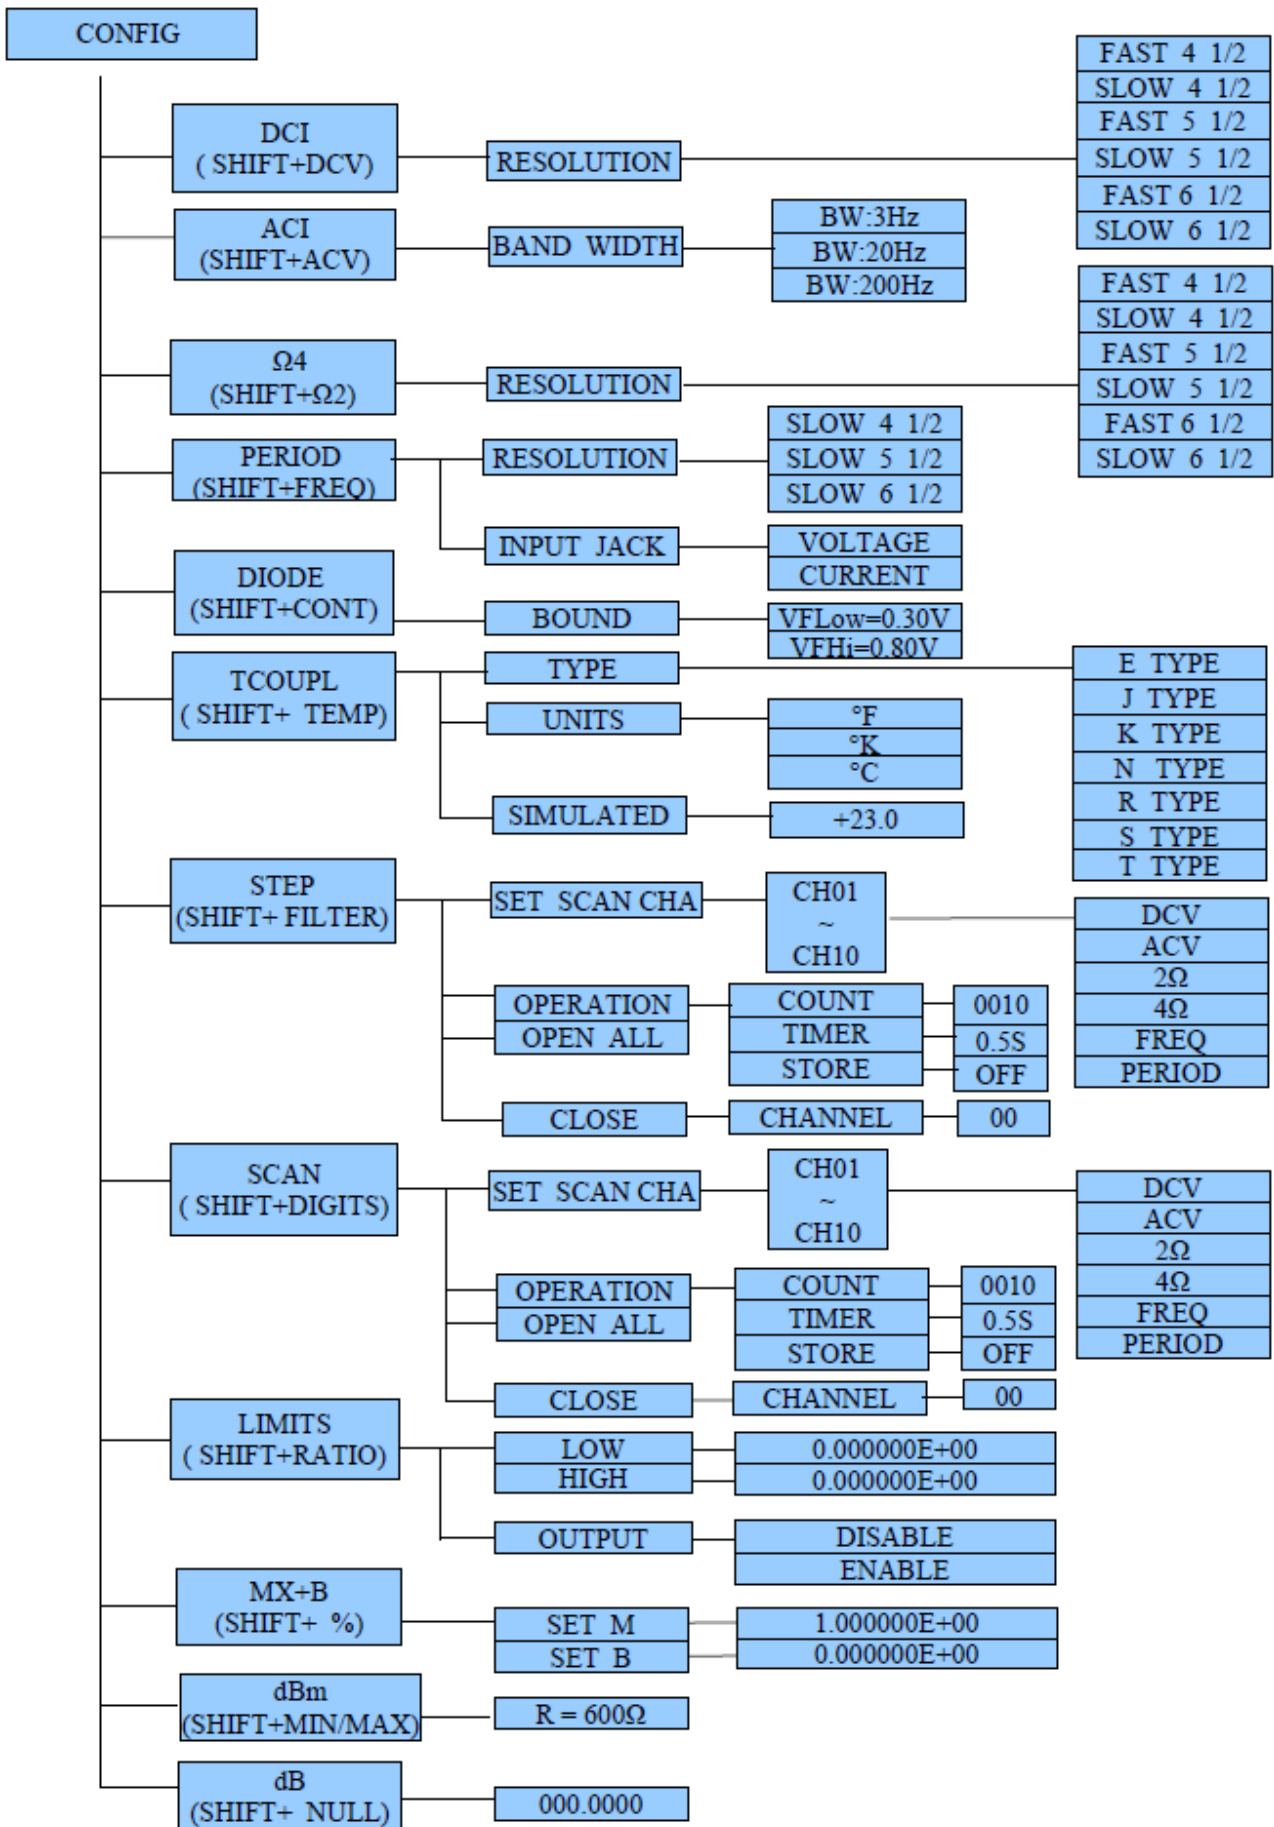 CONFIG
DCI
( SHIFT+DCV)
RESOLUTION
FAST 4 1/2
SLOW 4 1/2
FAST 5 1/2
SLOW 5 1/2
FAST 6 1/2
SLOW 6 1/2
ACI
(SHIFT+ACV)
BAND WIDTH
BW:3Hz
BW:20Hz
BW:200Hz
Ω4
(SHIFT+Ω2)
RESOLUTION
FAST 4 1/2
SLOW 4 1/2
FAST 5 1/2
SLOW 5 1/2
FAST 6 1/2
SLOW 6 1/2
PERIOD
(SHIFT+FREQ)
RESOLUTION
SLOW 4 1/2
SLOW 5 1/2
SLOW 6 1/2
INPUT JACK
VOLTAGE
CURRENT
DIODE
(SHIFT+CONT)
BOUND
VFLow=0.30V
VFHi=0.80V
TCOUPL
( SHIFT+ TEMP)
TYPE
E TYPE
J TYPE
K TYPE
N TYPE
R TYPE
S TYPE
T TYPE
UNITS
°F
°K
°C
SIMULATED
+23.0
STEP
(SHIFT+ FILTER)
SET SCAN CHA
CH01
~
CH10
DCV
ACV
2Ω
4Ω
FREQ
PERIOD
OPERATION
OPEN ALL
COUNT
0010
TIMER
0.5S
STORE
OFF
CLOSE
CHANNEL
00
SCAN
( SHIFT+DIGITS)
SET SCAN CHA
CH01
~
CH10
DCV
ACV
2Ω
4Ω
FREQ
PERIOD
OPERATION
OPEN ALL
COUNT
0010
TIMER
0.5S
STORE
OFF
CLOSE
CHANNEL
00
LIMITS
( SHIFT+RATIO)
LOW
0.000000E+00
HIGH
0.000000E+00
OUTPUT
DISABLE
ENABLE
MX+B
(SHIFT+ %)
SET M
1.000000E+00
SET B
0.000000E+00
dBm
(SHIFT+MIN/MAX)
R = 600Ω
dB
(SHIFT+ NULL)
000.0000